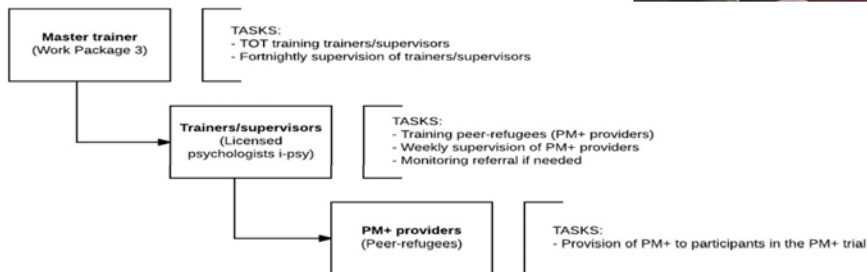 Master trainer
(Work Package 3)
TASKS:
- TOT training trainers/supervisors
- Fortnightly supervision of trainers/supervisors
Trainers/supervisors
(Licensed
psychologists i-psy)
TASKS:
- Training peer-refugees (PM+ providers)
- Weekly supervision of PM+ providers
- Monitoring referral if needed
PM+ providers
(Peer-refugees)
TASKS:
- Provision of PM+ to participants in the PM+ trial